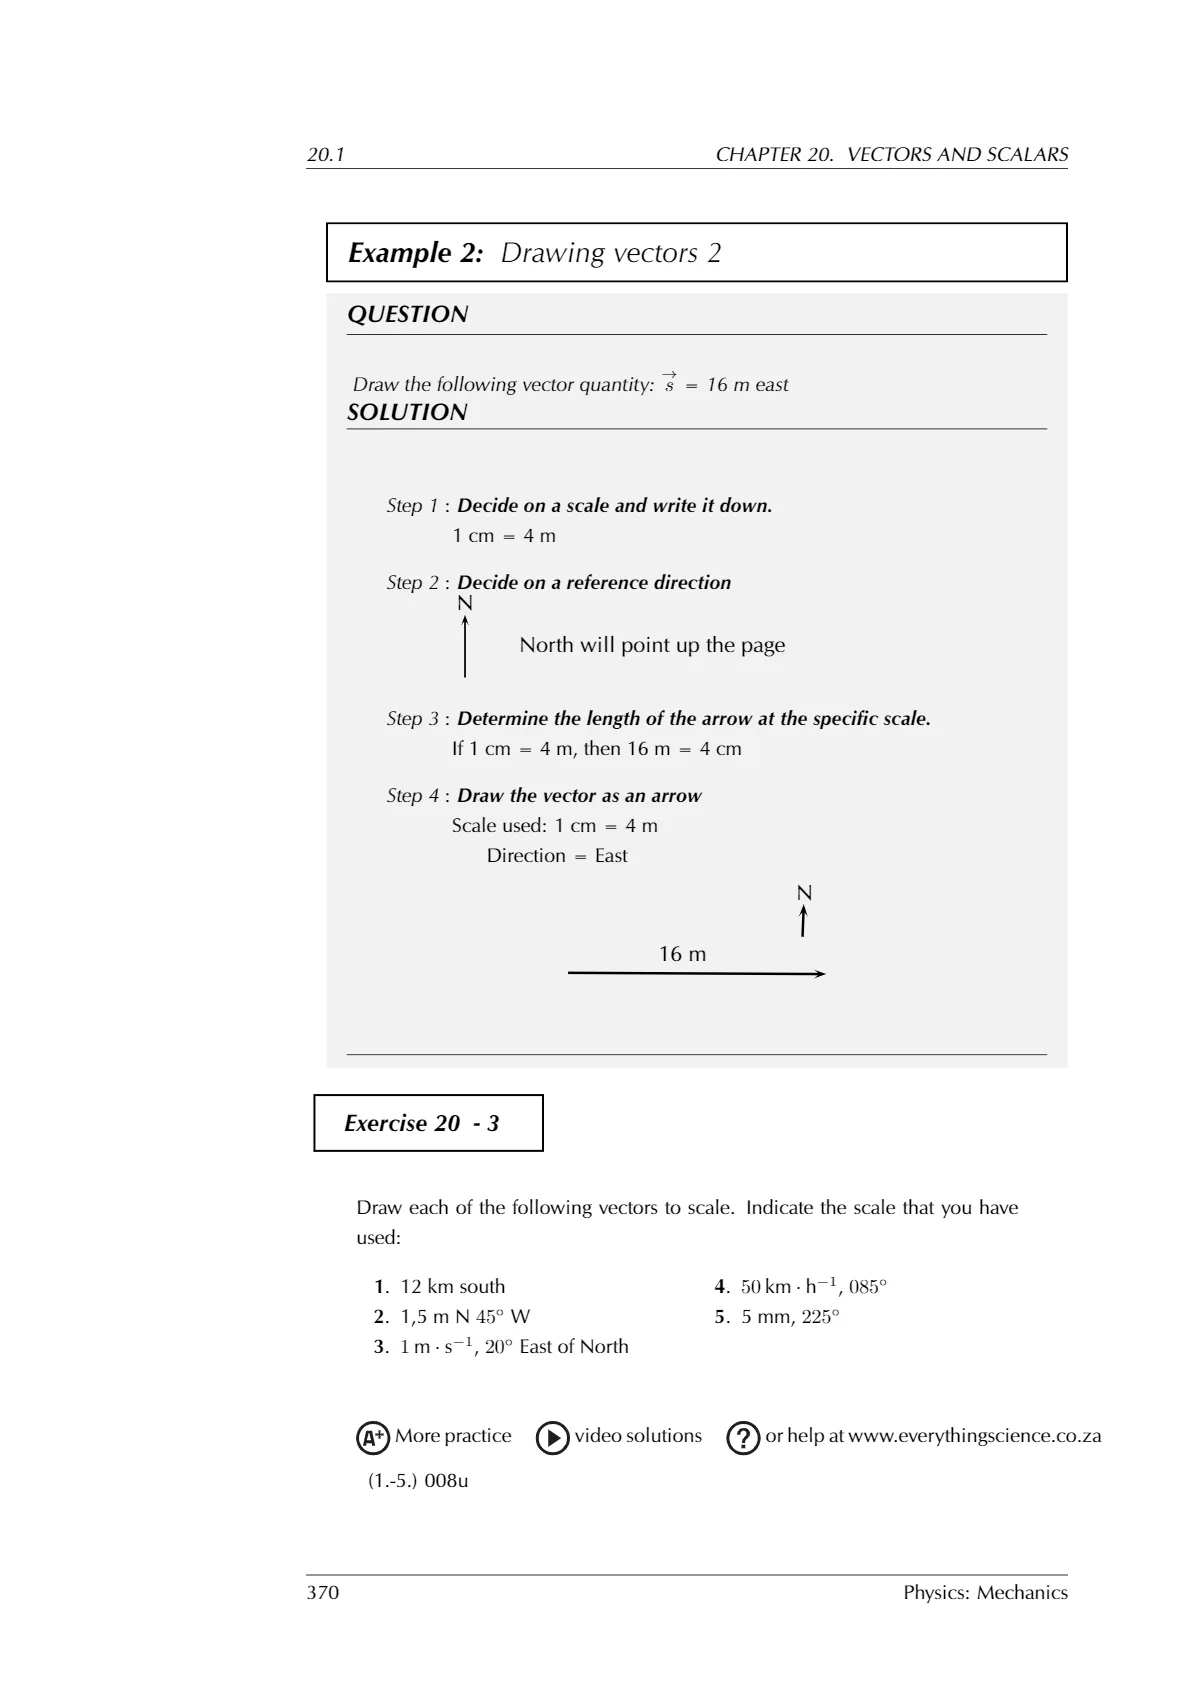 20.1 CHAPTER 20. VECTORS AND SCALARS
Example 2: Drawing vectors 2
QUESTION
Draw the following vector quantity: s⃗ = 16 m east
SOLUTION
Step 1 : Decide on a scale and write it down.
1 cm = 4 m
Step 2 : Decide on a reference direction
N
North will point up the page
Step 3 : Determine the length of the arrow at the specific scale.
If 1 cm = 4 m, then 16 m = 4 cm
Step 4 : Draw the vector as an arrow
Scale used: 1 cm = 4 m
Direction = East
N
16 m
Exercise 20 - 3
Draw each of the following vectors to scale. Indicate the scale that you have
used:
1. 12 km south
2. 1,5 m N 45° W
3. 1 m · s⁻¹, 20° East of North
4. 50 km · h⁻¹, 085°
5. 5 mm, 225°
A+ More practice video solutions ? or help at www.everythingscience.co.za
(1.-5.) 008u
370 Physics: Mechanics